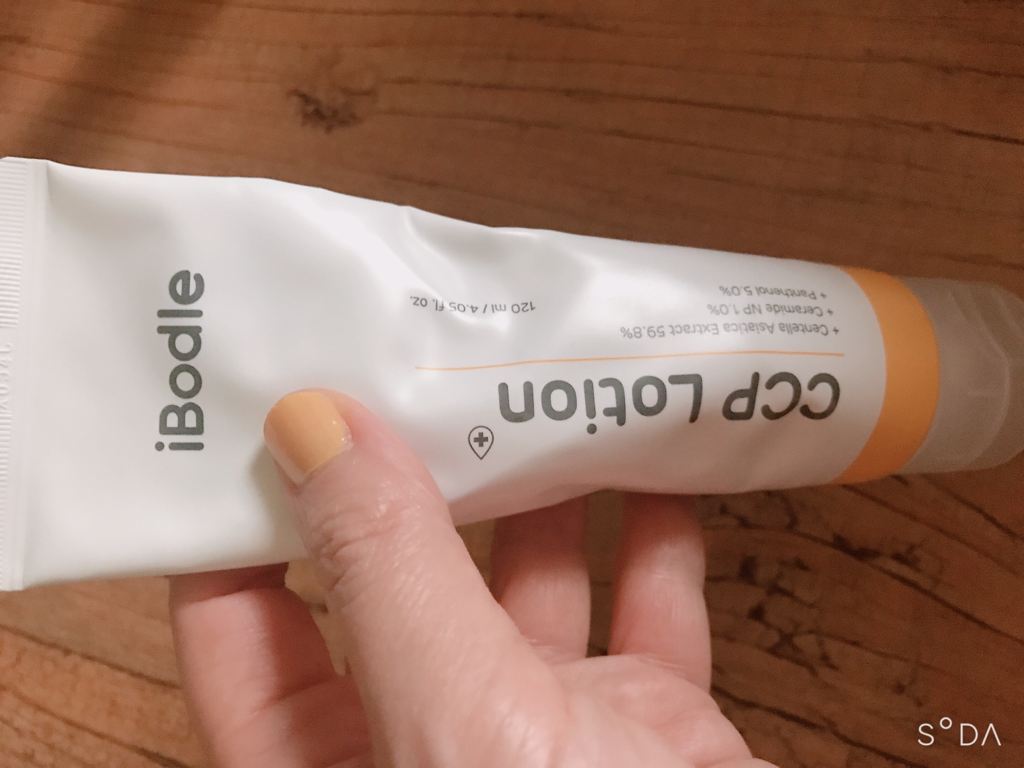 iBodle
CCP Lotion
+ Centella Asiatica Extract 59.8%
+ Ceramide NP 1.0%
+ Panthenol 5.0%
120 ml / 4.05 fl. oz.
S°DA